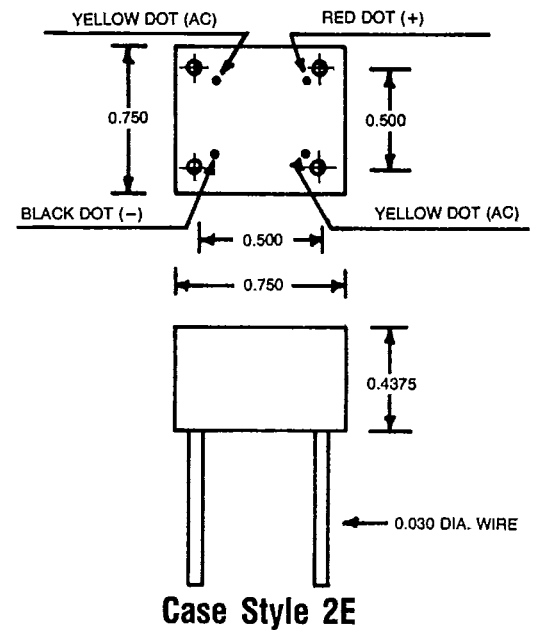 YELLOW DOT (AC)
RED DOT (+)
0.750
0.500
BLACK DOT (−)
YELLOW DOT (AC)
0.500
0.750
0.4375
0.030 DIA. WIRE
Case Style 2E